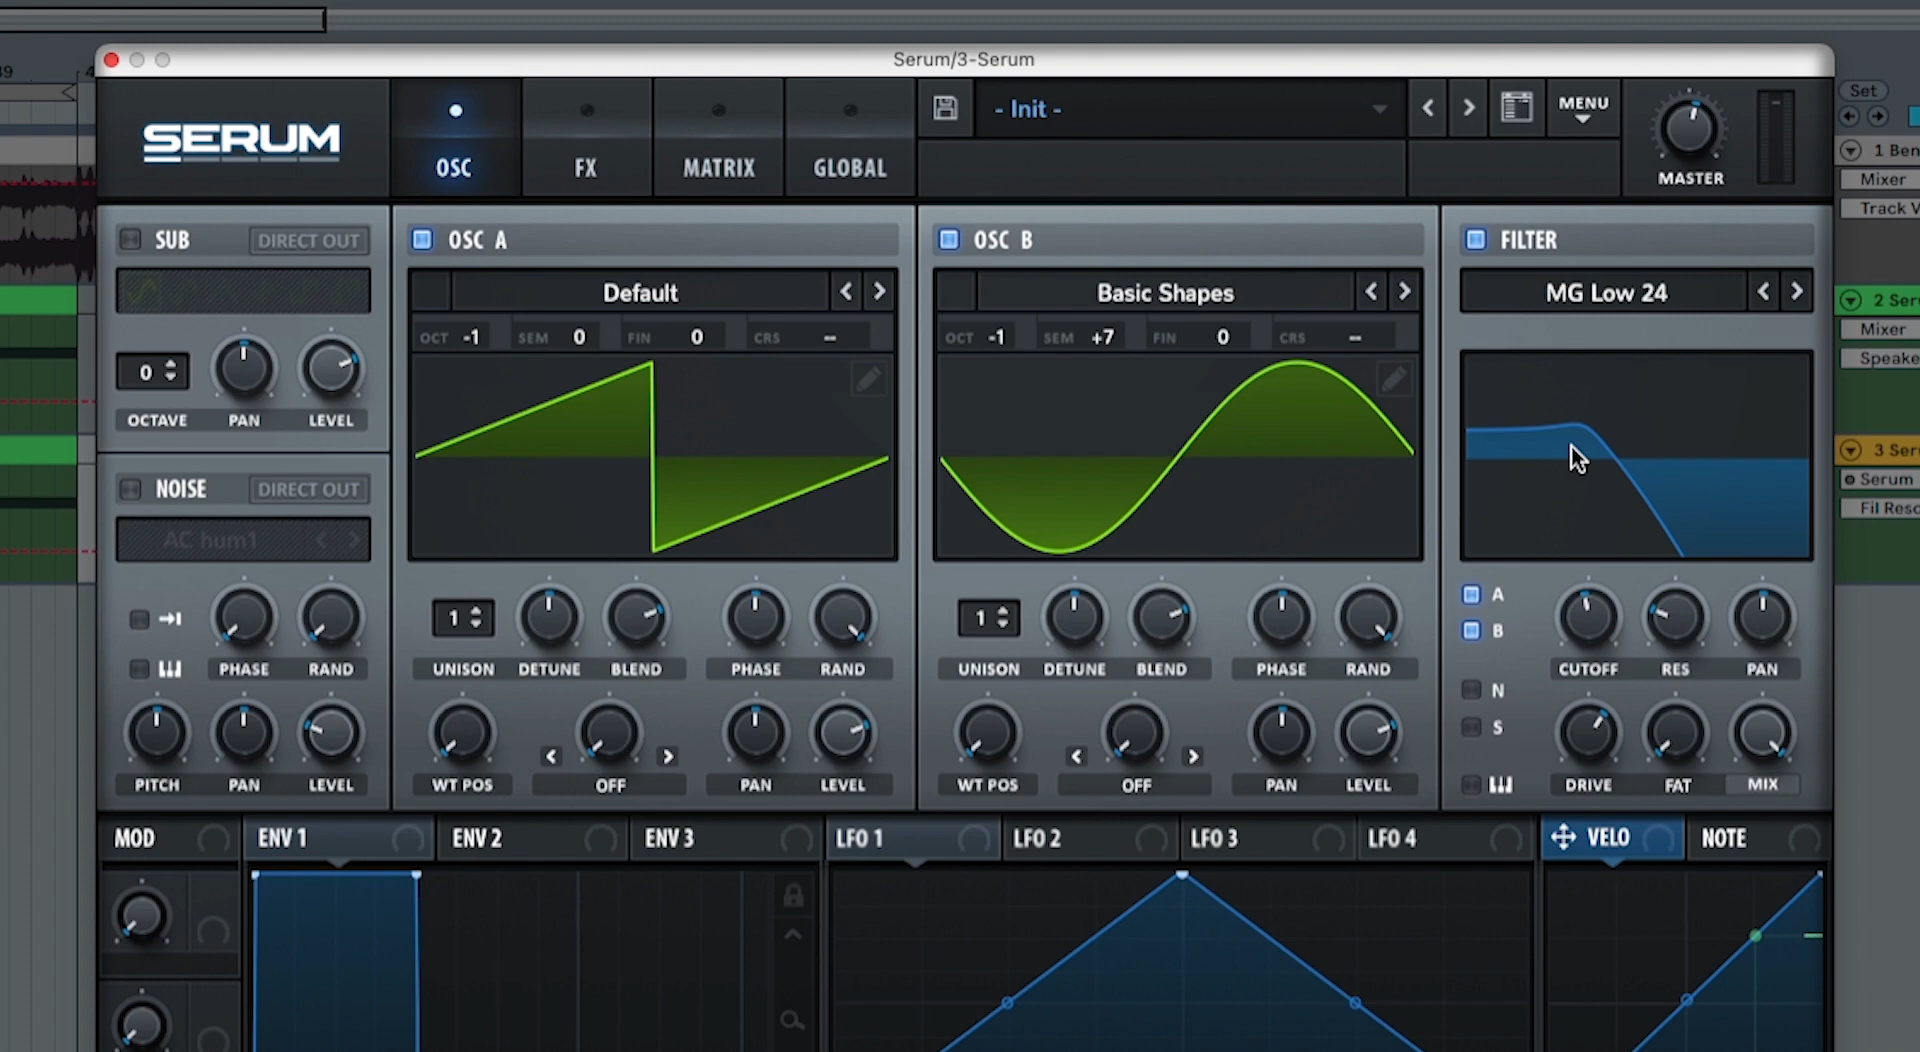 Serum/3-Serum
39
4
SERUM
OSC
FX
MATRIX
GLOBAL
- Init -
MENU
MASTER
Set
1 Ben
Mixer
Track V
2 Ser
Mixer
Speake
3 Ser
Serum
Fil Reso
SUB
DIRECT OUT
0
OCTAVE
PAN
LEVEL
NOISE
DIRECT OUT
AC hum1
PHASE
RAND
PITCH
PAN
LEVEL
OSC A
Default
OCT -1 SEM 0 FIN 0 CRS --
1
UNISON
DETUNE
BLEND
PHASE
RAND
WT POS
OFF
PAN
LEVEL
OSC B
Basic Shapes
OCT -1 SEM +7 FIN 0 CRS --
1
UNISON
DETUNE
BLEND
PHASE
RAND
WT POS
OFF
PAN
LEVEL
FILTER
MG Low 24
A
B
N
S
CUTOFF
RES
PAN
DRIVE
FAT
MIX
MOD
ENV 1
ENV 2
ENV 3
LFO 1
LFO 2
LFO 3
LFO 4
VELO
NOTE